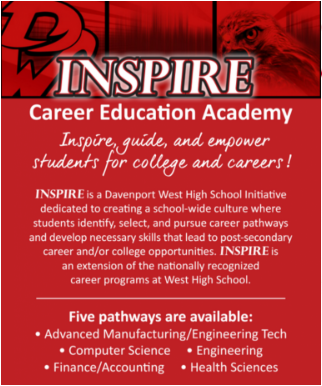 DW
INSPIRE
Career Education Academy
Inspire, guide, and empower
students for college and careers!
INSPIRE is a Davenport West High School Initiative
dedicated to creating a school-wide culture where
students identify, select, and pursue career pathways
and develop necessary skills that lead to post-secondary
career and/or college opportunities. INSPIRE is
an extension of the nationally recognized
career programs at West High School.
Five pathways are available:
• Advanced Manufacturing/Engineering Tech
• Computer Science • Engineering
• Finance/Accounting • Health Sciences